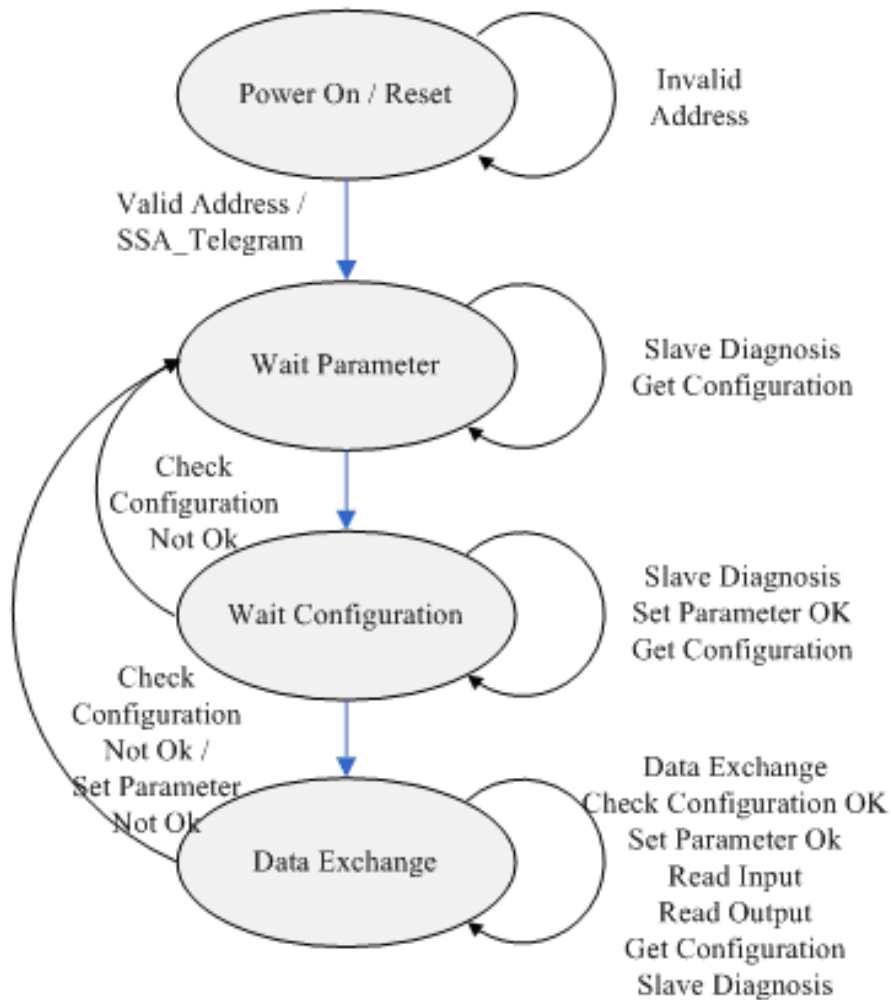 Power On / Reset
Invalid
Address
Valid Address /
SSA_Telegram
Wait Parameter
Slave Diagnosis
Get Configuration
Check
Configuration
Not Ok
Wait Configuration
Slave Diagnosis
Set Parameter OK
Get Configuration
Check
Configuration
Not Ok /
Set Parameter
Not Ok
Data Exchange
Data Exchange
Check Configuration OK
Set Parameter Ok
Read Input
Read Output
Get Configuration
Slave Diagnosis